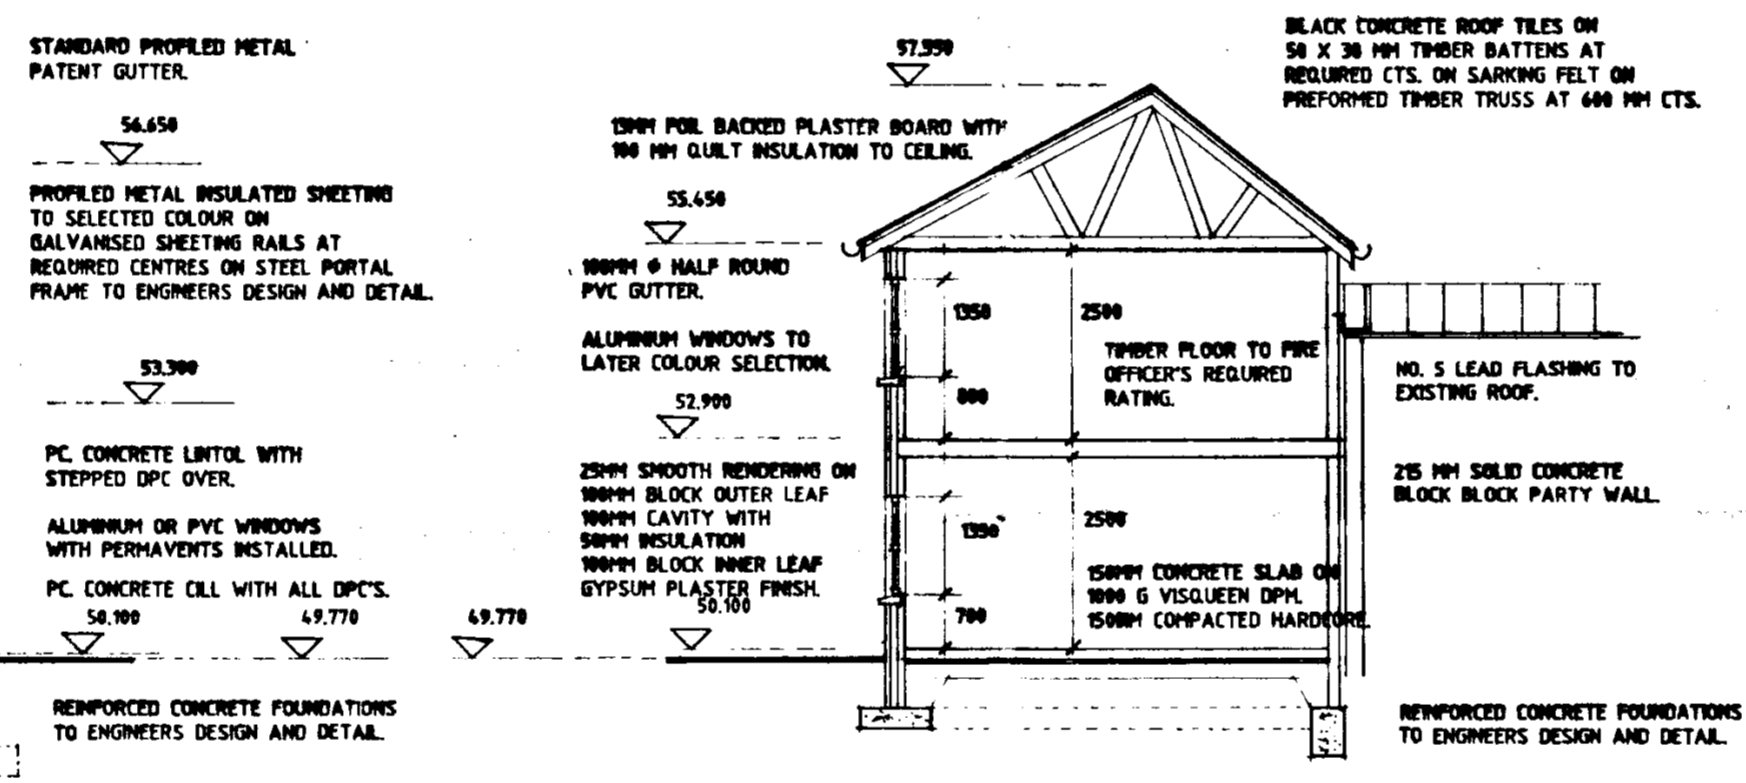 STANDARD PROFILED METAL
PATENT GUTTER.
56.650
PROFILED METAL INSULATED SHEETING
TO SELECTED COLOUR ON
GALVANISED SHEETING RAILS AT
REQUIRED CENTRES ON STEEL PORTAL
FRAME TO ENGINEERS DESIGN AND DETAIL.
53.300
PC. CONCRETE LINTOL WITH
STEPPED DPC OVER.
ALUMINIUM OR PVC WINDOWS
WITH PERMAVENTS INSTALLED.
PC. CONCRETE CILL WITH ALL DPC'S.
50.100
49.770
REINFORCED CONCRETE FOUNDATIONS
TO ENGINEERS DESIGN AND DETAIL.
49.770
FOIL BACKED PLASTER BOARD WITH
100 MM QUILT INSULATION TO CEILING.
55.450
100MM Ø HALF ROUND
PVC GUTTER.
ALUMINIUM WINDOWS TO
LATER COLOUR SELECTION.
52.900
25MM SMOOTH RENDERING ON
100MM BLOCK OUTER LEAF
100MM CAVITY WITH
50MM INSULATION
100MM BLOCK INNER LEAF
GYPSUM PLASTER FINISH.
50.100
1350
2500
800
TIMBER FLOOR TO FIRE
OFFICER'S REQUIRED
RATING.
1350
2500
700
150MM CONCRETE SLAB ON
1000 G VISQUEEN DPM.
150MM COMPACTED HARDCORE.
BLACK CONCRETE ROOF TILES ON
50 X 38 MM TIMBER BATTENS AT
REQUIRED CTS. ON SARKING FELT ON
PREFORMED TIMBER TRUSS AT 600 MM CTS.
NO. 5 LEAD FLASHING TO
EXISTING ROOF.
215 MM SOLID CONCRETE
BLOCK BLOCK PARTY WALL.
REINFORCED CONCRETE FOUNDATIONS
TO ENGINEERS DESIGN AND DETAIL.